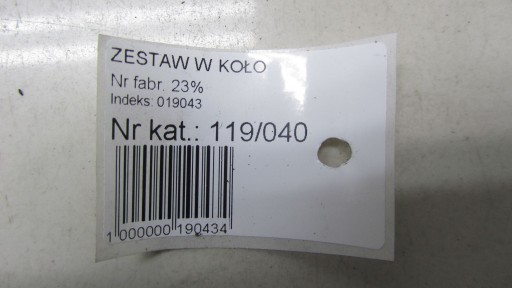 ZESTAW W KOŁO
Nr fabr. 23%
Indeks: 019043
Nr kat.: 119/040
1 000000 190434